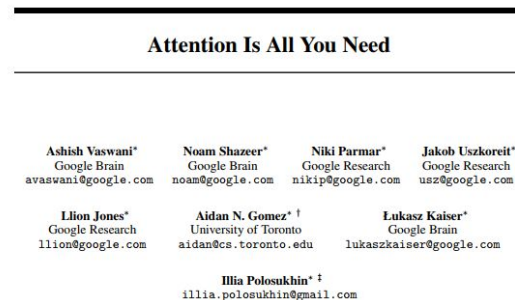 Attention Is All You Need
Ashish Vaswani* Noam Shazeer* Niki Parmar* Jakob Uszkoreit*
Google Brain Google Brain Google Research Google Research
avaswani@google.com noam@google.com nikip@google.com usz@google.com
Llion Jones* Aidan N. Gomez* † Łukasz Kaiser*
Google Research University of Toronto Google Brain
llion@google.com aidan@cs.toronto.edu lukaszkaiser@google.com
Illia Polosukhin* ‡
illia.polosukhin@gmail.com